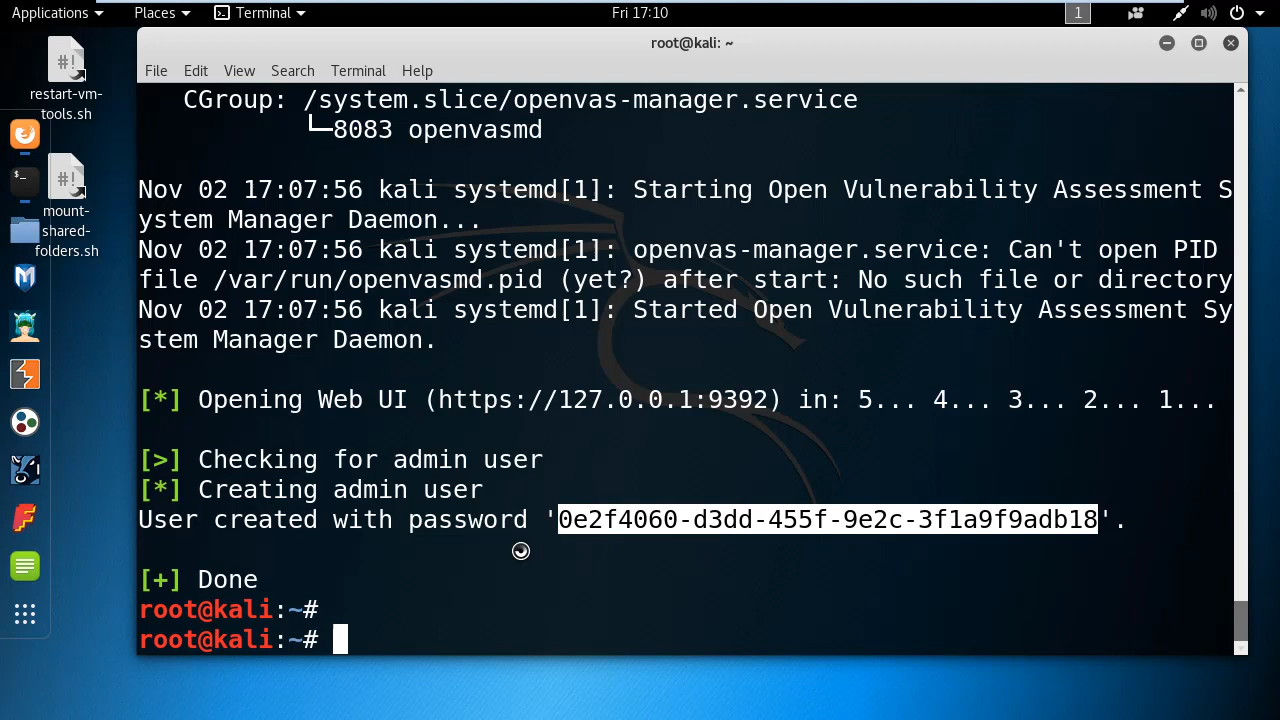 Applications Places Terminal Fri 17:10 1
root@kali: ~
File Edit View Search Terminal Help
#!
restart-vm-
tools.sh
#!
mount-
shared-
folders.sh
$_
CGroup: /system.slice/openvas-manager.service
└─8083 openvasmd
Nov 02 17:07:56 kali systemd[1]: Starting Open Vulnerability Assessment S
ystem Manager Daemon...
Nov 02 17:07:56 kali systemd[1]: openvas-manager.service: Can't open PID
file /var/run/openvasmd.pid (yet?) after start: No such file or directory
Nov 02 17:07:56 kali systemd[1]: Started Open Vulnerability Assessment Sy
stem Manager Daemon.
[*] Opening Web UI (https://127.0.0.1:9392) in: 5... 4... 3... 2... 1...
[>] Checking for admin user
[*] Creating admin user
User created with password '0e2f4060-d3dd-455f-9e2c-3f1a9f9adb18'.
[+] Done
root@kali:~#
root@kali:~#